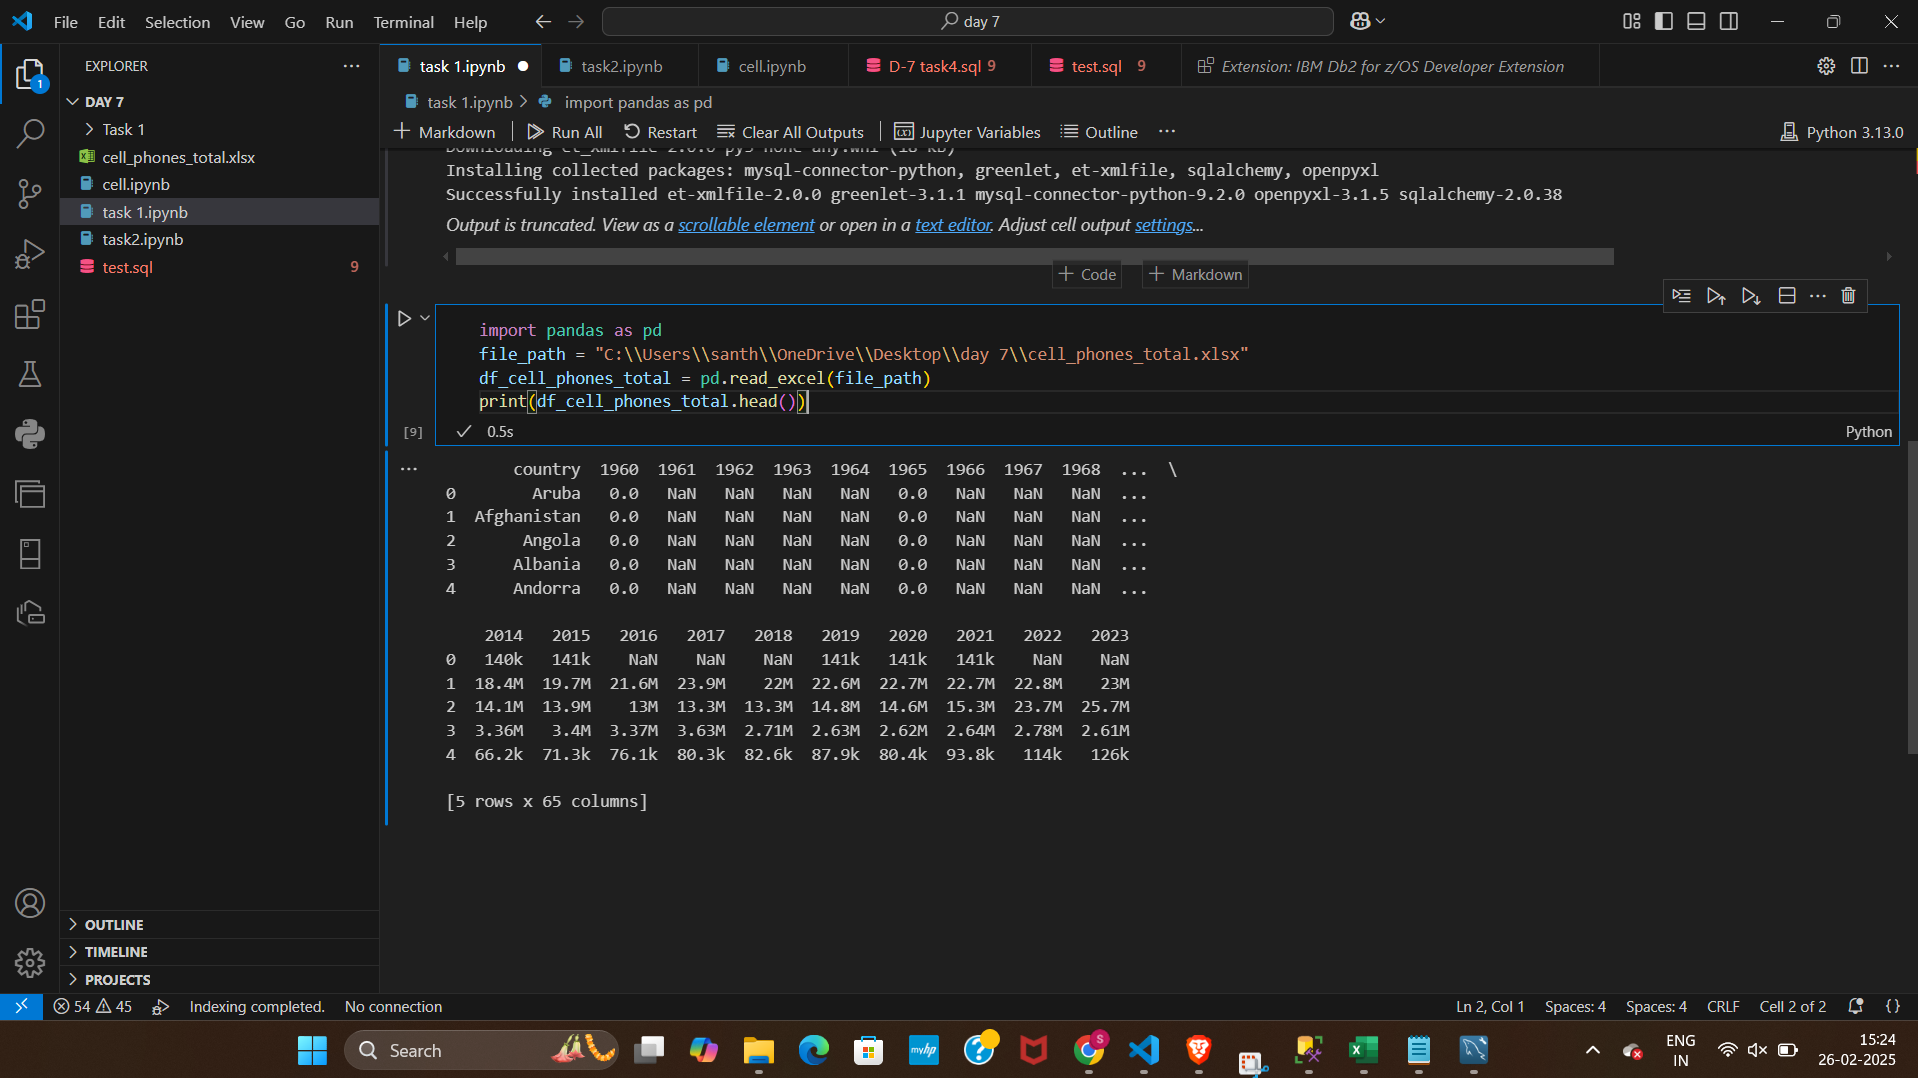 File Edit Selection View Go Run Terminal Help
day 7
EXPLORER
task 1.ipynb
task2.ipynb
cell.ipynb
D-7 task4.sql 9
test.sql 9
Extension: IBM Db2 for z/OS Developer Extension
DAY 7
Task 1
cell_phones_total.xlsx
cell.ipynb
task 1.ipynb
task2.ipynb
test.sql 9
1
task 1.ipynb > import pandas as pd
+ Markdown | Run All Restart Clear All Outputs | Jupyter Variables Outline ...
Python 3.13.0
Downloading et_xmlfile-2.0.0-py3-none-any.whl (18 kB)
Installing collected packages: mysql-connector-python, greenlet, et-xmlfile, sqlalchemy, openpyxl
Successfully installed et-xmlfile-2.0.0 greenlet-3.1.1 mysql-connector-python-9.2.0 openpyxl-3.1.5 sqlalchemy-2.0.38
Output is truncated. View as a scrollable element or open in a text editor. Adjust cell output settings...
+ Code + Markdown
import pandas as pd
file_path = "C:\\Users\\santh\\OneDrive\\Desktop\\day 7\\cell_phones_total.xlsx"
df_cell_phones_total = pd.read_excel(file_path)
print(df_cell_phones_total.head())
[9] 0.5s Python
country 1960 1961 1962 1963 1964 1965 1966 1967 1968 ... \
0 Aruba 0.0 NaN NaN NaN NaN 0.0 NaN NaN NaN ...
1 Afghanistan 0.0 NaN NaN NaN NaN 0.0 NaN NaN NaN ...
2 Angola 0.0 NaN NaN NaN NaN 0.0 NaN NaN NaN ...
3 Albania 0.0 NaN NaN NaN NaN 0.0 NaN NaN NaN ...
4 Andorra 0.0 NaN NaN NaN NaN 0.0 NaN NaN NaN ...
2014 2015 2016 2017 2018 2019 2020 2021 2022 2023
0 140k 141k NaN NaN NaN 141k 141k 141k NaN NaN
1 18.4M 19.7M 21.6M 23.9M 22M 22.6M 22.7M 22.7M 22.8M 23M
2 14.1M 13.9M 13M 13.3M 13.3M 14.8M 14.6M 15.3M 23.7M 25.7M
3 3.36M 3.4M 3.37M 3.63M 2.71M 2.63M 2.62M 2.64M 2.78M 2.61M
4 66.2k 71.3k 76.1k 80.3k 82.6k 87.9k 80.4k 93.8k 114k 126k
[5 rows x 65 columns]
OUTLINE
TIMELINE
PROJECTS
54 45 Indexing completed. No connection
Ln 2, Col 1 Spaces: 4 Spaces: 4 CRLF Cell 2 of 2 {}
Search
myhp
S
ENG
IN
15:24
26-02-2025